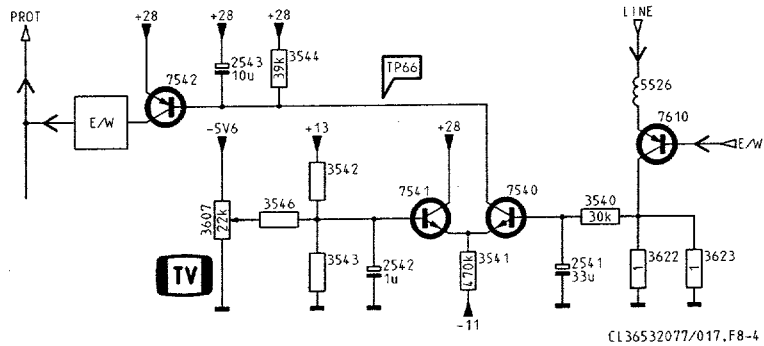 PROT
+28
+28
+28
LINE
2543
10u
3544
39k
7542
TP66
5526
E/W
7610
E/W
-5V6
+13
+28
3542
7541
7540
3540
30k
3607
22k
3546
3543
2542
1u
470k
3541
2541
33u
1
3622
1
3623
TV
-11
CL36532077/017,F8-4